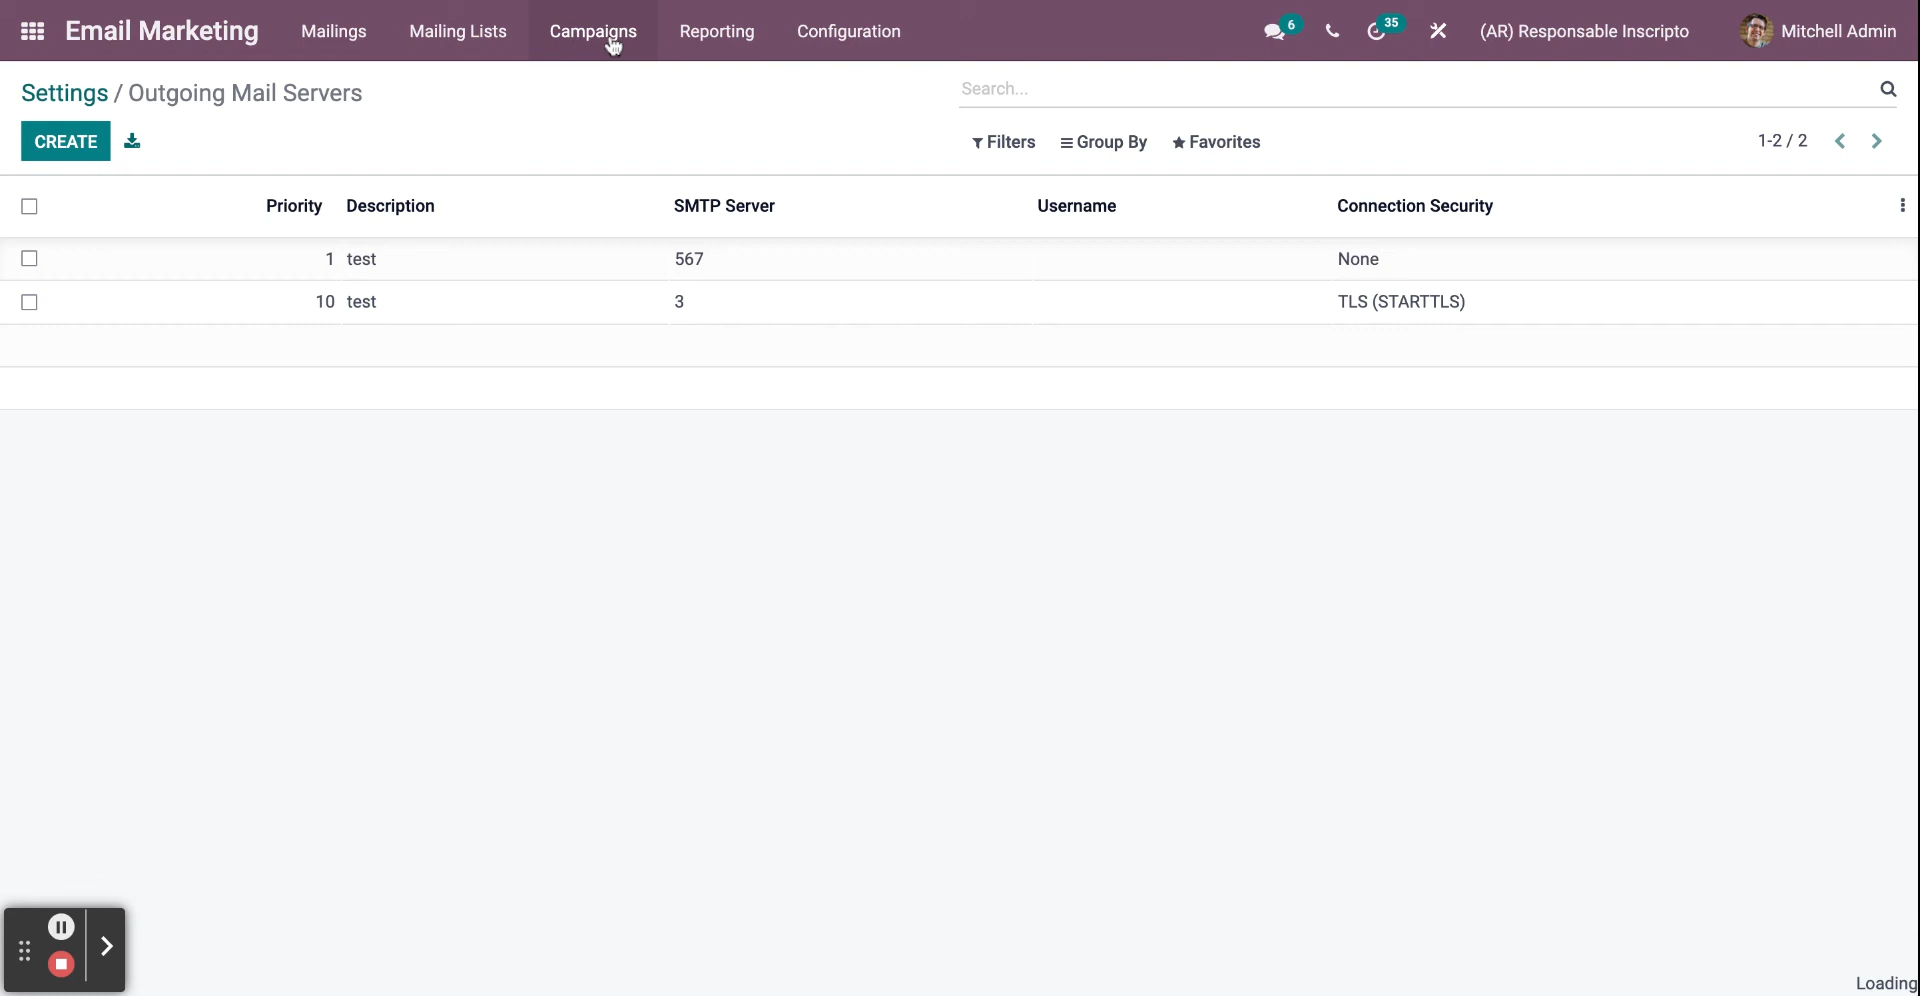 Email Marketing Mailings Mailing Lists Campaigns Reporting Configuration 6 35 (AR) Responsable Inscripto Mitchell Admin
Settings / Outgoing Mail Servers Search...
CREATE Filters Group By Favorites 1-2 / 2
Priority Description SMTP Server Username Connection Security
1 test 567 None
10 test 3 TLS (STARTTLS)
Loading